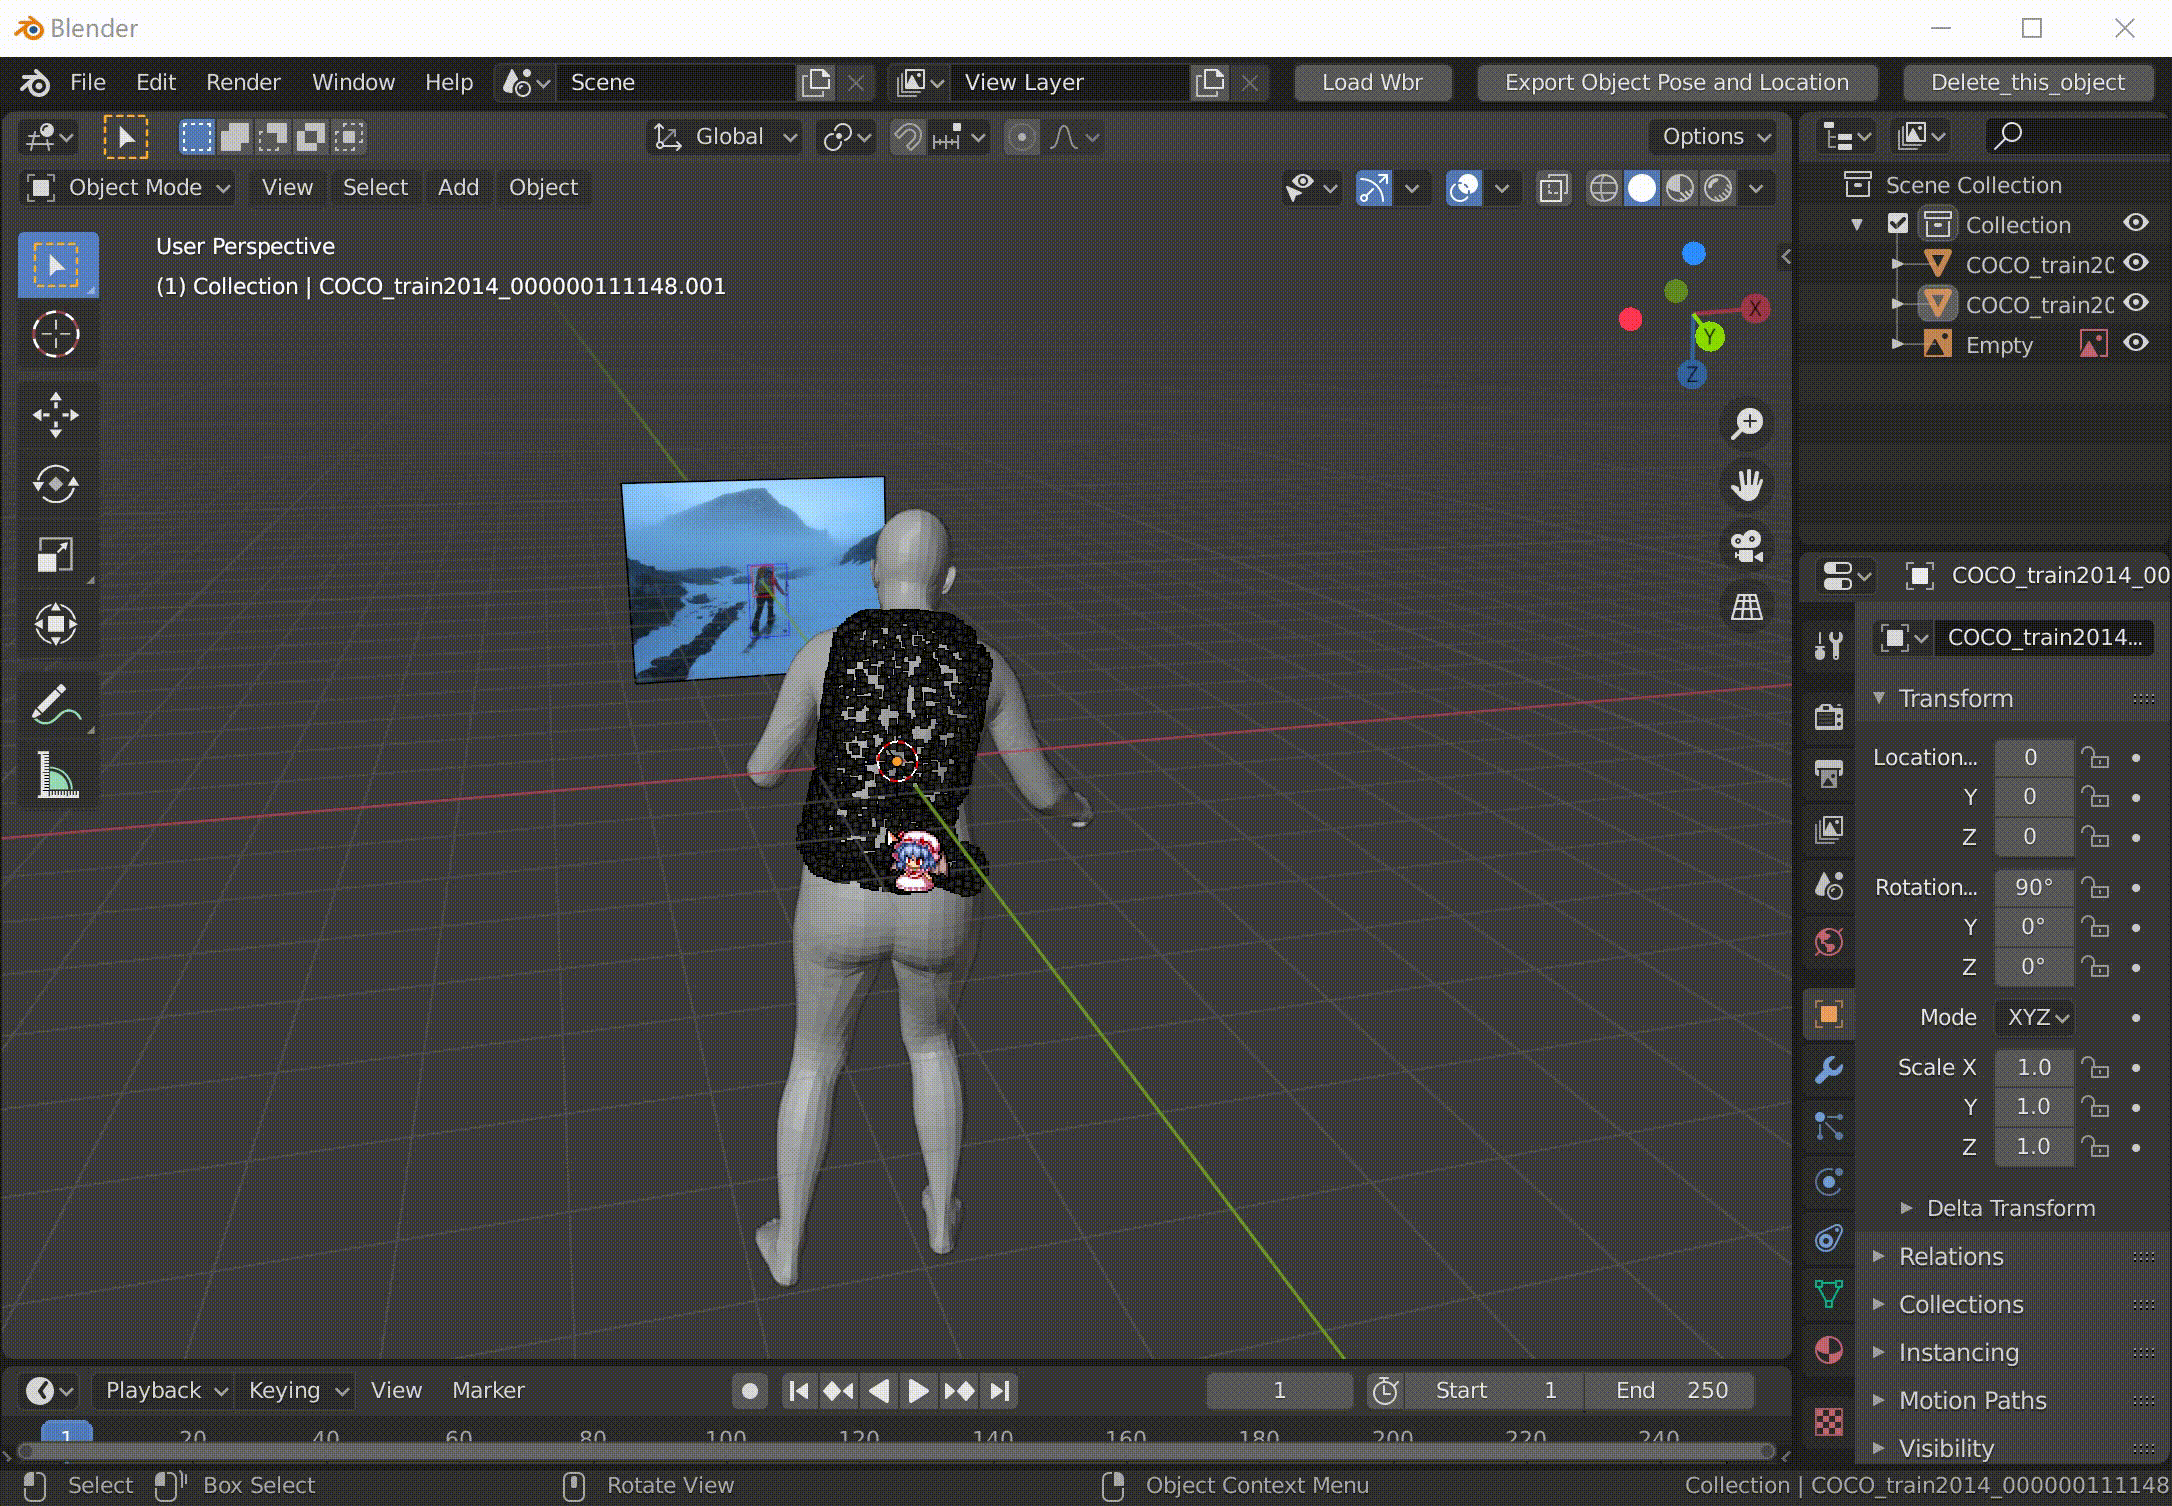 Blender
File Edit Render Window Help Scene View Layer Load Wbr Export Object Pose and Location Delete_this_object
Global Options
Object Mode View Select Add Object
User Perspective
(1) Collection | COCO_train2014_000000111148.001
X
Y
Z
Scene Collection
Collection
COCO_train20
COCO_train20
Empty
COCO_train2014_00
COCO_train2014...
Transform
Location... 0
Y 0
Z 0
Rotation... 90°
Y 0°
Z 0°
Mode XYZ
Scale X 1.0
Y 1.0
Z 1.0
Delta Transform
Relations
Collections
Instancing
Motion Paths
Visibility
Playback Keying View Marker 1 Start 1 End 250
1 20 40 60 80 100 120 140 160 180 200 220 240
Select Box Select Rotate View Object Context Menu Collection | COCO_train2014_000000111148